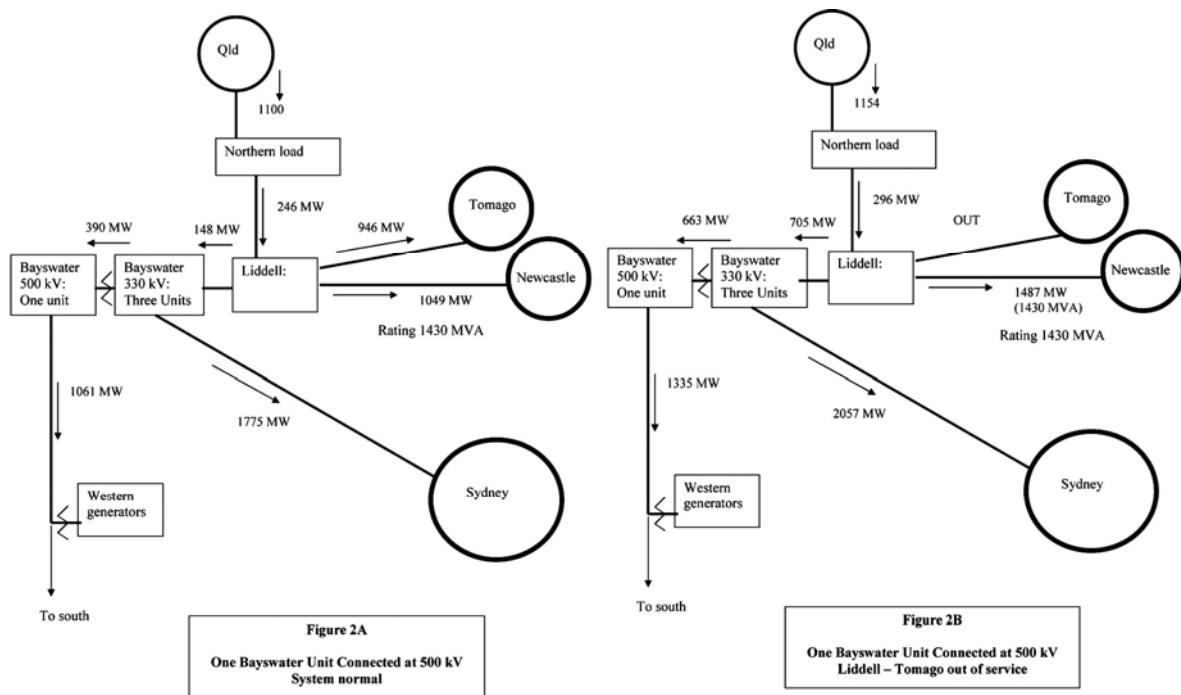 Qld
1100
Northern load
246 MW
Tomago
946 MW
390 MW
148 MW
Bayswater
500 kV:
One unit
Bayswater
330 kV:
Three Units
Liddell:
Newcastle
1049 MW
Rating 1430 MVA
1061 MW
1775 MW
Western
generators
Sydney
To south
Figure 2A
One Bayswater Unit Connected at 500 kV
System normal
Qld
1154
Northern load
296 MW
Tomago
OUT
663 MW
705 MW
Bayswater
500 kV:
One unit
Bayswater
330 kV:
Three Units
Liddell:
Newcastle
1487 MW
(1430 MVA)
Rating 1430 MVA
1335 MW
2057 MW
Western
generators
Sydney
To south
Figure 2B
One Bayswater Unit Connected at 500 kV
Liddell – Tomago out of service